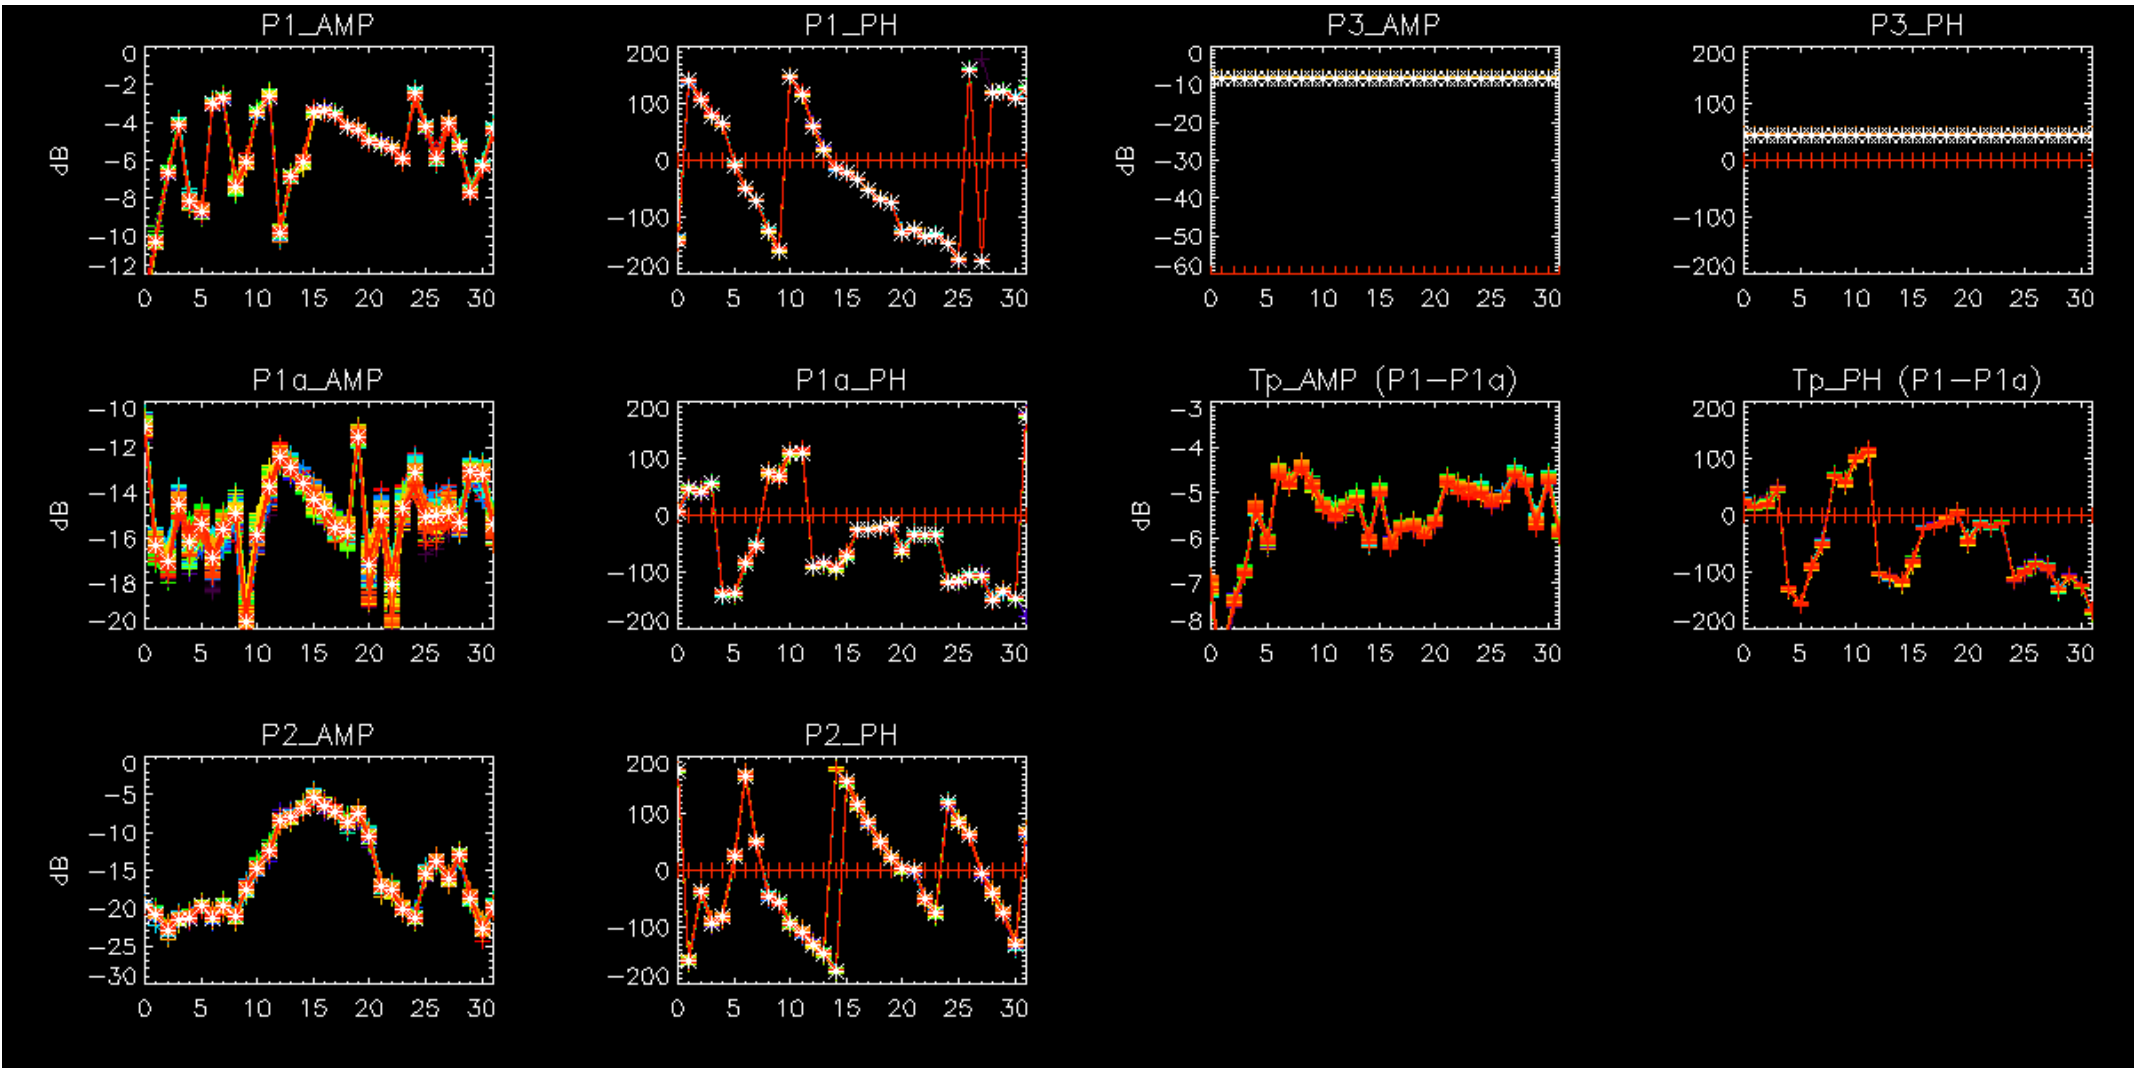 P1_AMP
dB
0
−2
−4
−6
−8
−10
−12
0 5 10 15 20 25 30
P1_PH
200
100
0
−100
−200
0 5 10 15 20 25 30
P3_AMP
dB
0
−10
−20
−30
−40
−50
−60
0 5 10 15 20 25 30
P3_PH
200
100
0
−100
−200
0 5 10 15 20 25 30
P1a_AMP
dB
−10
−12
−14
−16
−18
−20
0 5 10 15 20 25 30
P1a_PH
200
100
0
−100
−200
0 5 10 15 20 25 30
Tp_AMP (P1−P1a)
dB
−3
−4
−5
−6
−7
−8
0 5 10 15 20 25 30
Tp_PH (P1−P1a)
200
100
0
−100
−200
0 5 10 15 20 25 30
P2_AMP
dB
0
−5
−10
−15
−20
−25
−30
0 5 10 15 20 25 30
P2_PH
200
100
0
−100
−200
0 5 10 15 20 25 30